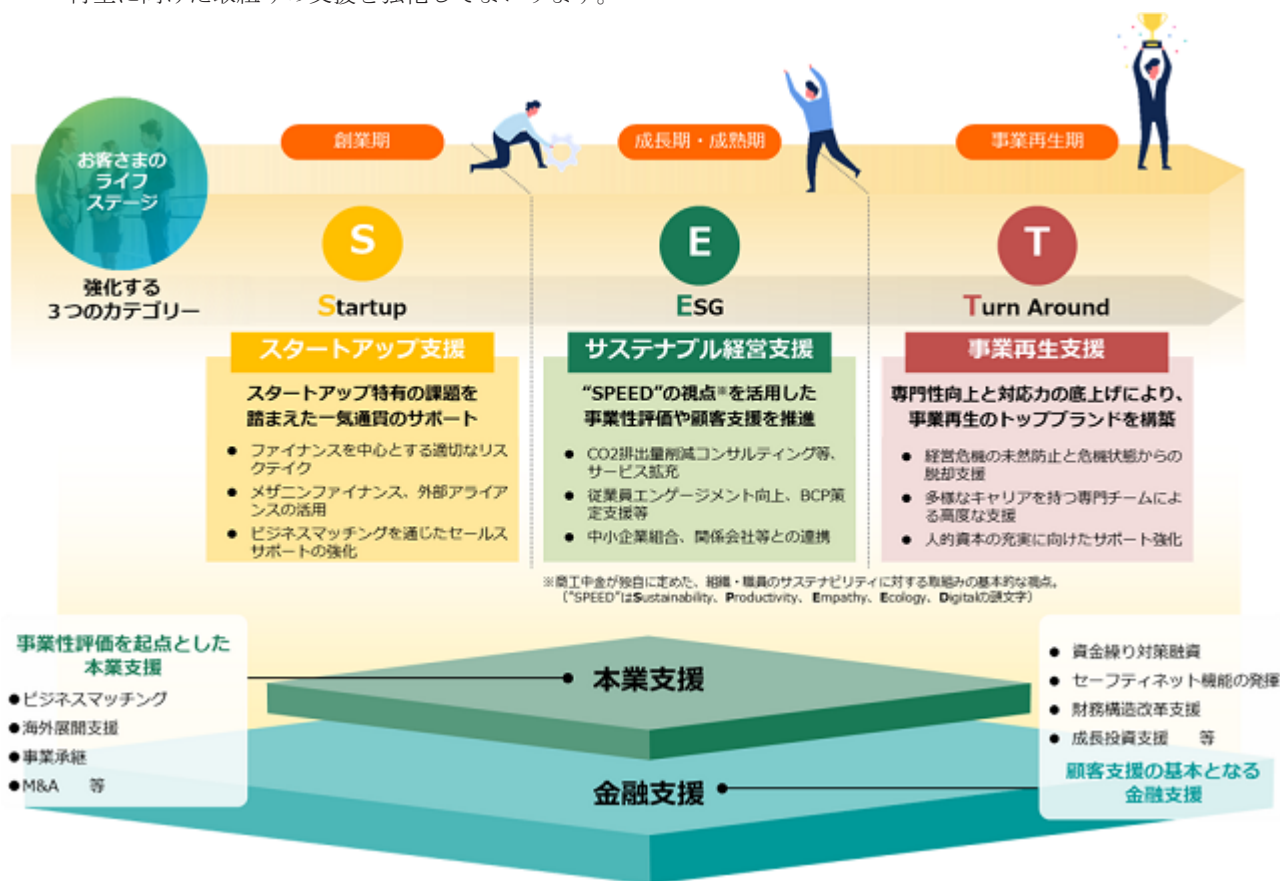 再生に向けた取組みの支援を強化してまいります。
お客さまの
ライフ
ステージ
創業期
成長期・成熟期
事業再生期
強化する
3つのカテゴリー
S
Startup
E
ESG
T
Turn Around
スタートアップ支援
スタートアップ特有の課題を
踏まえた一気通貫のサポート
● ファイナンスを中心とする適切なリス
クテイク
● メザニンファイナンス、外部アライア
ンスの活用
● ビジネスマッチングを通じたセールス
サポートの強化
サステナブル経営支援
“SPEED”の視点※を活用した
事業性評価や顧客支援を推進
● CO2排出量削減コンサルティング等、
サービス拡充
● 従業員エンゲージメント向上、BCP策
定支援等
● 中小企業組合、関係会社等との連携
事業再生支援
専門性向上と対応力の底上げにより、
事業再生のトップブランドを構築
● 経営危機の未然防止と危機状態からの
脱却支援
● 多様なキャリアを持つ専門チームによ
る高度な支援
● 人的資本の充実に向けたサポート強化
※商工中金が独自に定めた、組織・職員のサステナビリティに対する取組みの基本的な視点。
（“SPEED”はSustainability、Productivity、Empathy、Ecology、Digitalの頭文字）
事業性評価を起点とした
本業支援
●ビジネスマッチング
●海外展開支援
●事業承継
●M&A 等
本業支援
金融支援
● 資金繰り対策融資
● セーフティネット機能の発揮
● 財務構造改革支援
● 成長投資支援 等
顧客支援の基本となる
金融支援